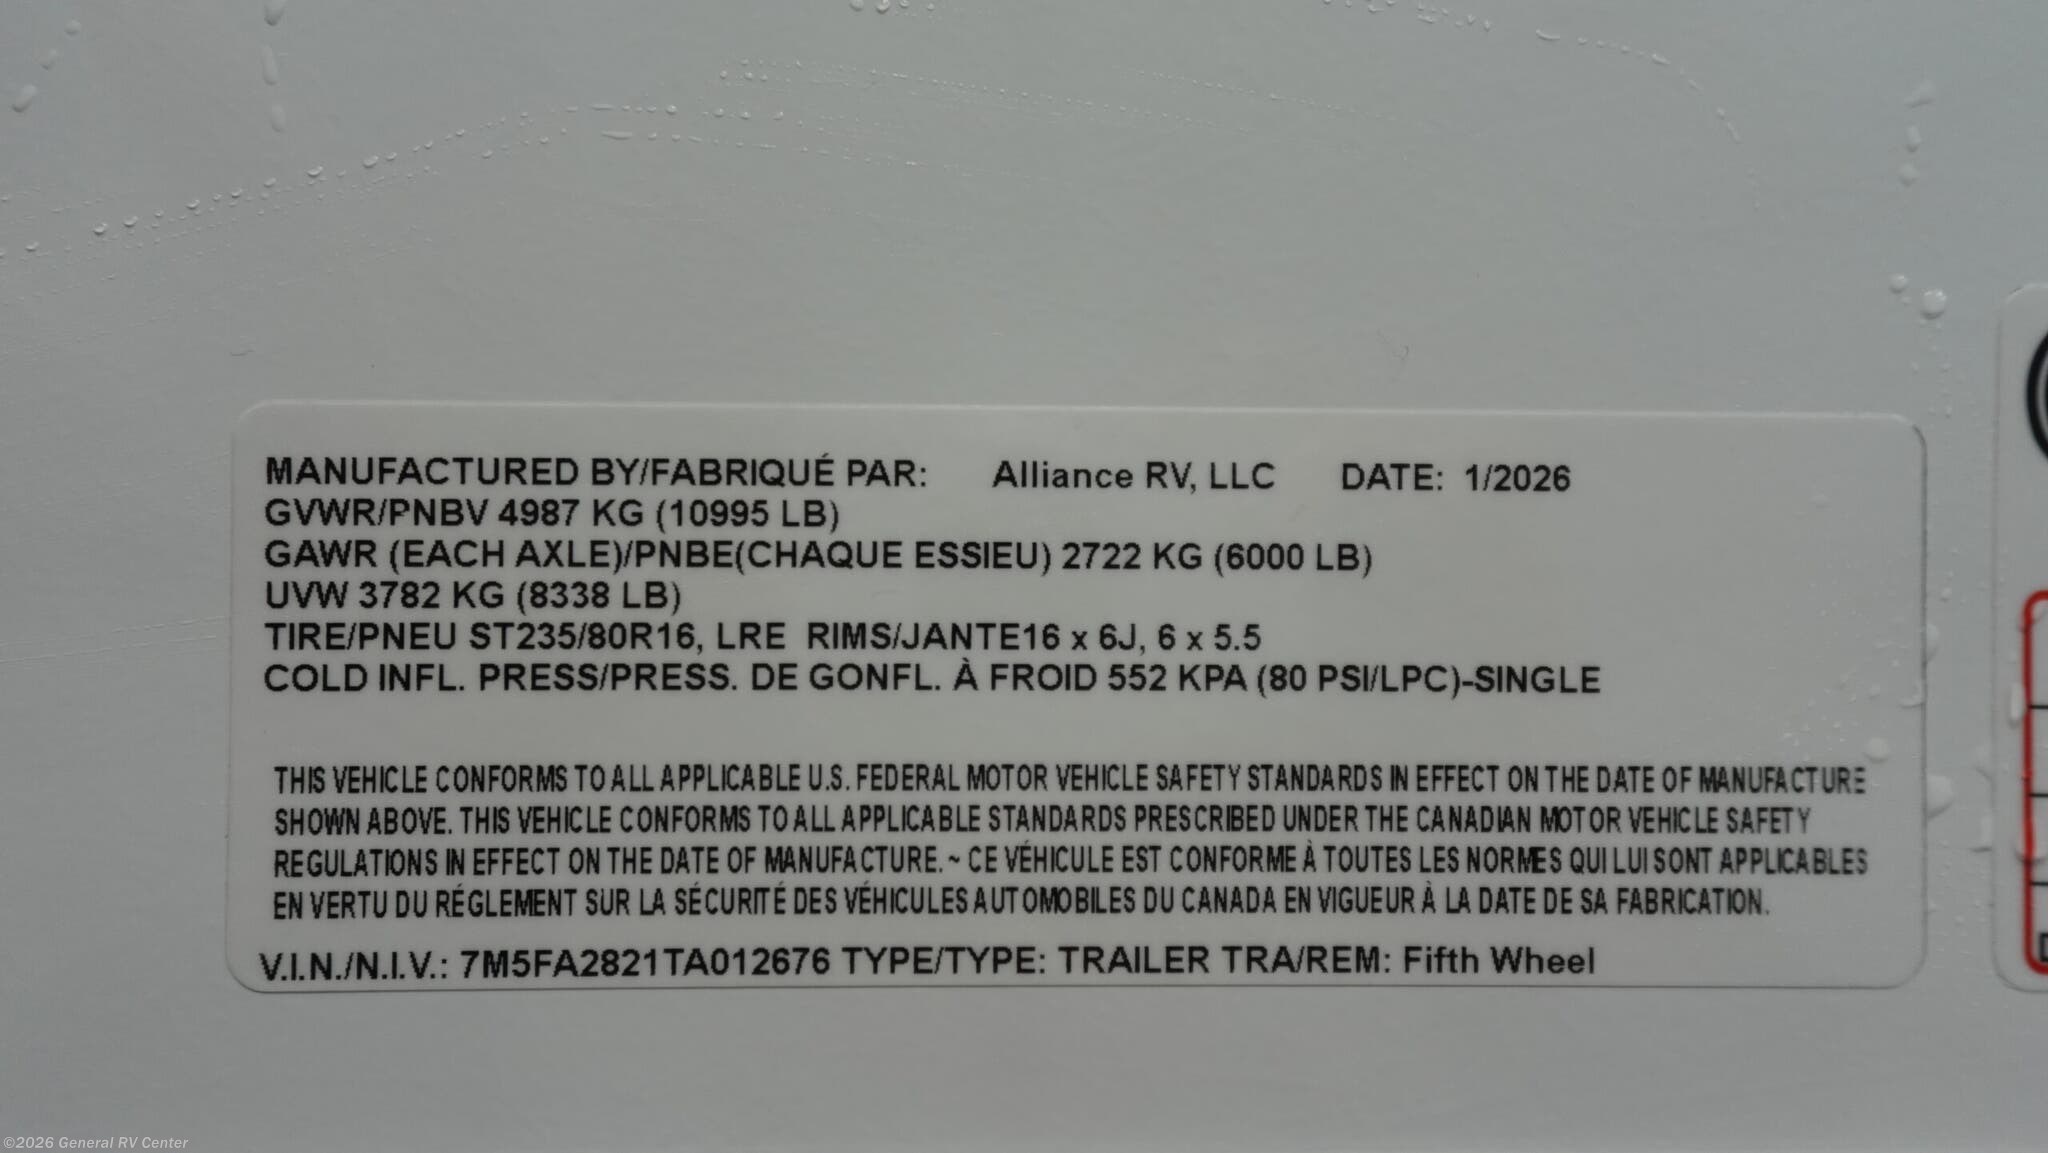 MANUFACTURED BY/FABRIQUÉ PAR: Alliance RV, LLC DATE: 1/2026
GVWR/PNBV 4987 KG (10995 LB)
GAWR (EACH AXLE)/PNBE(CHAQUE ESSIEU) 2722 KG (6000 LB)
UVW 3782 KG (8338 LB)
TIRE/PNEU ST235/80R16, LRE RIMS/JANTE16 x 6J, 6 x 5.5
COLD INFL. PRESS/PRESS. DE GONFL. À FROID 552 KPA (80 PSI/LPC)-SINGLE
THIS VEHICLE CONFORMS TO ALL APPLICABLE U.S. FEDERAL MOTOR VEHICLE SAFETY STANDARDS IN EFFECT ON THE DATE OF MANUFACTURE
SHOWN ABOVE. THIS VEHICLE CONFORMS TO ALL APPLICABLE STANDARDS PRESCRIBED UNDER THE CANADIAN MOTOR VEHICLE SAFETY
REGULATIONS IN EFFECT ON THE DATE OF MANUFACTURE. ~ CE VÉHICULE EST CONFORME À TOUTES LES NORMES QUI LUI SONT APPLICABLES
EN VERTU DU RÉGLEMENT SUR LA SÉCURITÉ DES VÉHICULES AUTOMOBILES DU CANADA EN VIGUEUR À LA DATE DE SA FABRICATION.
V.I.N./N.I.V.: 7M5FA2821TA012676 TYPE/TYPE: TRAILER TRA/REM: Fifth Wheel
©2026 General RV Center